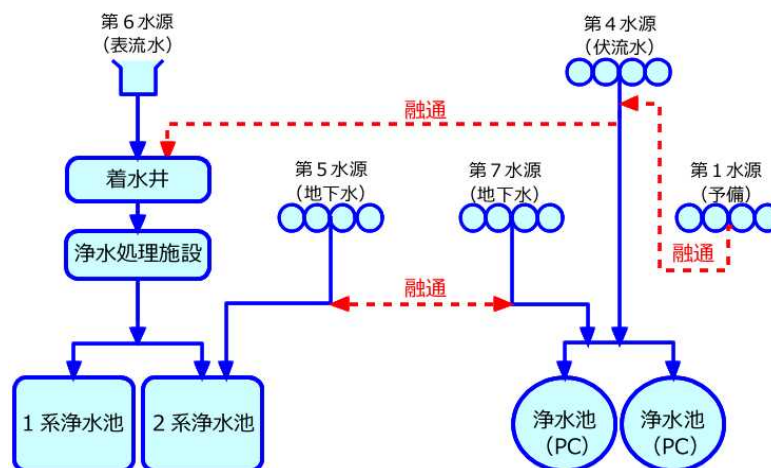 第６水源
（表流水）
第４水源
（伏流水）
融通
着水井
第５水源
（地下水）
第７水源
（地下水）
第１水源
（予備）
融通
浄水処理施設
融通
１系浄水池
２系浄水池
浄水池
（PC）
浄水池
（PC）